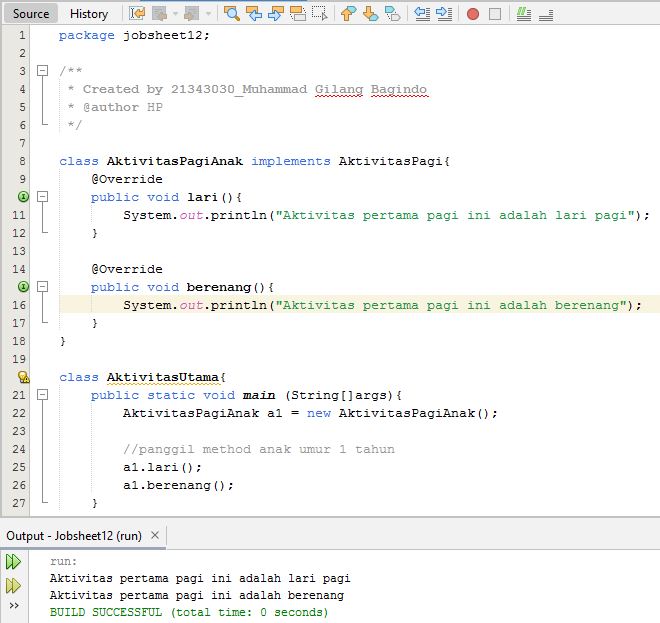 Source History
1 package jobsheet12;
2
3 /**
4 * Created by 21343030_Muhammad Gilang Bagindo
5 * @author HP
6 */
7
8 class AktivitasPagiAnak implements AktivitasPagi{
9 @Override
public void lari(){
11 System.out.println("Aktivitas pertama pagi ini adalah lari pagi");
12 }
13
14 @Override
public void berenang(){
16 System.out.println("Aktivitas pertama pagi ini adalah berenang");
17 }
18 }
19
class AktivitasUtama{
21 public static void main (String[]args){
22 AktivitasPagiAnak a1 = new AktivitasPagiAnak();
23
24 //panggil method anak umur 1 tahun
25 a1.lari();
26 a1.berenang();
27 }
Output - Jobsheet12 (run) ×
run:
Aktivitas pertama pagi ini adalah lari pagi
Aktivitas pertama pagi ini adalah berenang
BUILD SUCCESSFUL (total time: 0 seconds)